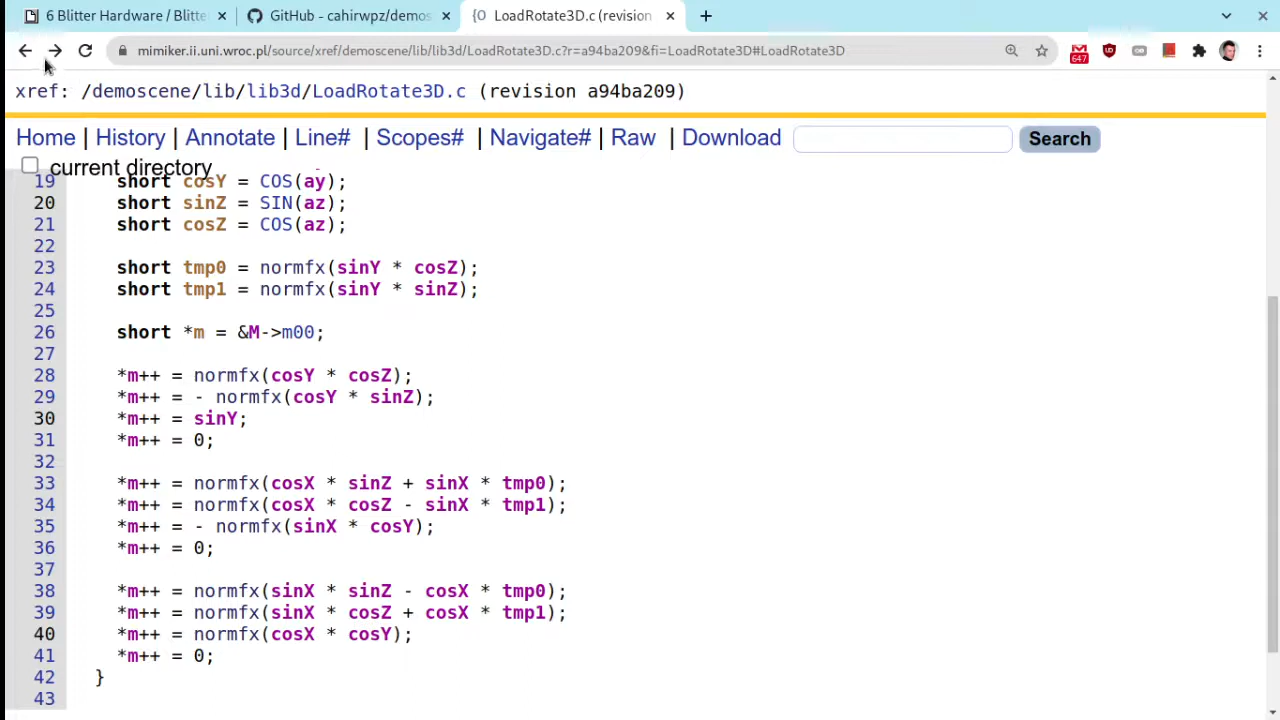 6 Blitter Hardware / Blitte
GitHub - cahirwpz/demos
LoadRotate3D.c (revision
mimiker.ii.uni.wroc.pl/source/xref/demoscene/lib/lib3d/LoadRotate3D.c?r=a94ba209&fi=LoadRotate3D#LoadRotate3D
647
xref: /demoscene/lib/lib3d/LoadRotate3D.c (revision a94ba209)
Home | History | Annotate | Line# | Scopes# | Navigate# | Raw | Download Search
current directory
19 short cosY = COS(ay);
20 short sinZ = SIN(az);
21 short cosZ = COS(az);
22
23 short tmp0 = normfx(sinY * cosZ);
24 short tmp1 = normfx(sinY * sinZ);
25
26 short *m = &M->m00;
27
28 *m++ = normfx(cosY * cosZ);
29 *m++ = - normfx(cosY * sinZ);
30 *m++ = sinY;
31 *m++ = 0;
32
33 *m++ = normfx(cosX * sinZ + sinX * tmp0);
34 *m++ = normfx(cosX * cosZ - sinX * tmp1);
35 *m++ = - normfx(sinX * cosY);
36 *m++ = 0;
37
38 *m++ = normfx(sinX * sinZ - cosX * tmp0);
39 *m++ = normfx(sinX * cosZ + cosX * tmp1);
40 *m++ = normfx(cosX * cosY);
41 *m++ = 0;
42 }
43